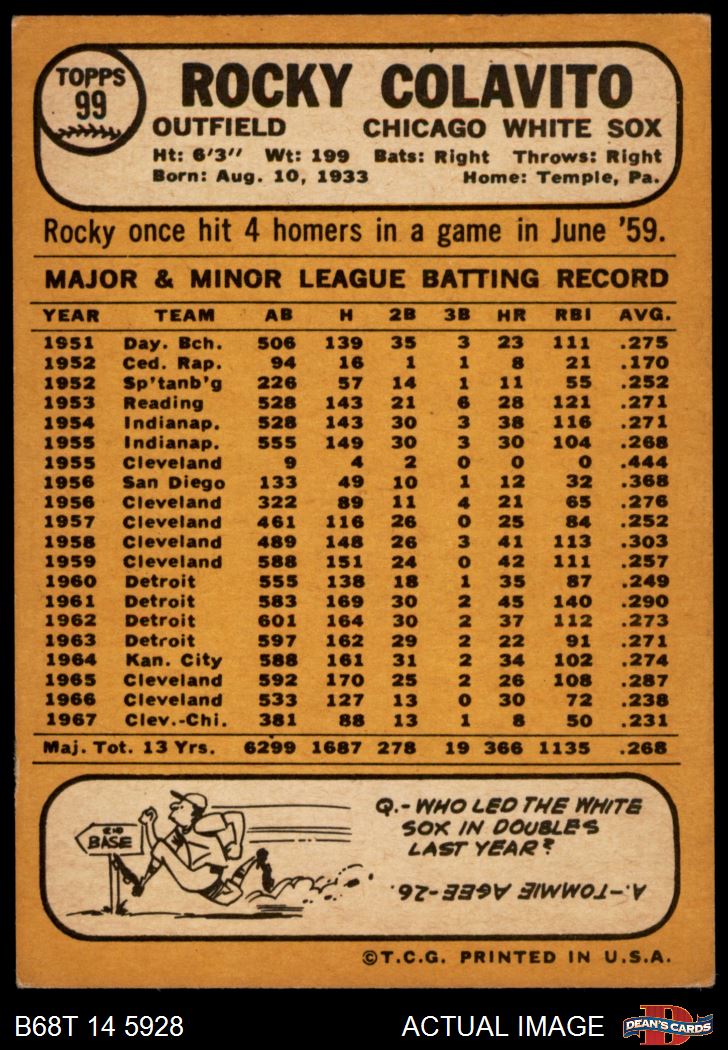 TOPPS
99
ROCKY COLAVITO
OUTFIELD CHICAGO WHITE SOX
Ht: 6'3" Wt: 199 Bats: Right Throws: Right
Born: Aug. 10, 1933 Home: Temple, Pa.
Rocky once hit 4 homers in a game in June '59.
MAJOR & MINOR LEAGUE BATTING RECORD
YEAR TEAM AB H 2B 3B HR RBI AVG.
1951 Day. Bch. 506 139 35 3 23 111 .275
1952 Ced. Rap. 94 16 1 1 8 21 .170
1952 Sp'tanb'g 226 57 14 1 11 55 .252
1953 Reading 528 143 21 6 28 121 .271
1954 Indianap. 528 143 30 3 38 116 .271
1955 Indianap. 555 149 30 3 30 104 .268
1955 Cleveland 9 4 2 0 0 0 .444
1956 San Diego 133 49 10 1 12 32 .368
1956 Cleveland 322 89 11 4 21 65 .276
1957 Cleveland 461 116 26 0 25 84 .252
1958 Cleveland 489 148 26 3 41 113 .303
1959 Cleveland 588 151 24 0 42 111 .257
1960 Detroit 555 138 18 1 35 87 .249
1961 Detroit 583 169 30 2 45 140 .290
1962 Detroit 601 164 30 2 37 112 .273
1963 Detroit 597 162 29 2 22 91 .271
1964 Kan. City 588 161 31 2 34 102 .274
1965 Cleveland 592 170 25 2 26 108 .287
1966 Cleveland 533 127 13 0 30 72 .238
1967 Clev.-Chi. 381 88 13 1 8 50 .231
Maj. Tot. 13 Yrs. 6299 1687 278 19 366 1135 .268
2ND
BASE
Q.-WHO LED THE WHITE
SOX IN DOUBLES
LAST YEAR?
A.-TOMMIE AGEE-26.
©T.C.G. PRINTED IN U.S.A.
B68T 14 5928 ACTUAL IMAGE
D
DEAN'S CARDS